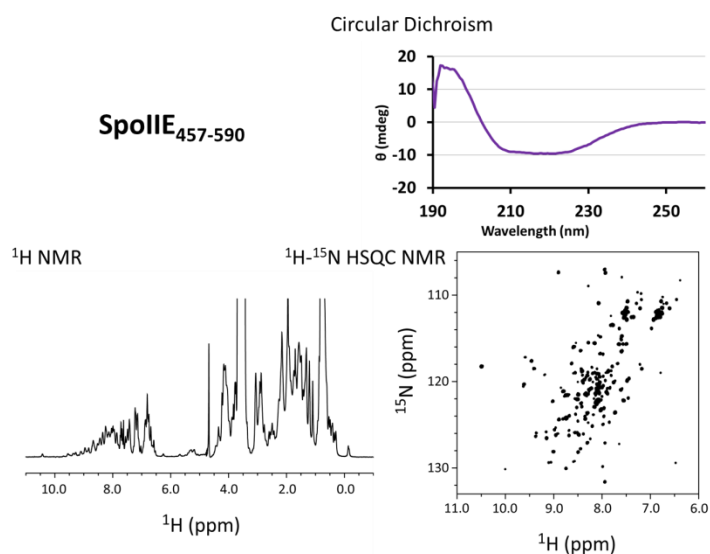 Circular Dichroism
SpoIIE457-590
θ (mdeg)
20
10
0
-10
-20
190
210
230
250
Wavelength (nm)
¹H NMR
¹H-¹⁵N HSQC NMR
10.0
8.0
6.0
4.0
2.0
0.0
¹H (ppm)
¹⁵N (ppm)
110
120
130
11.0
10.0
9.0
8.0
7.0
6.0
¹H (ppm)